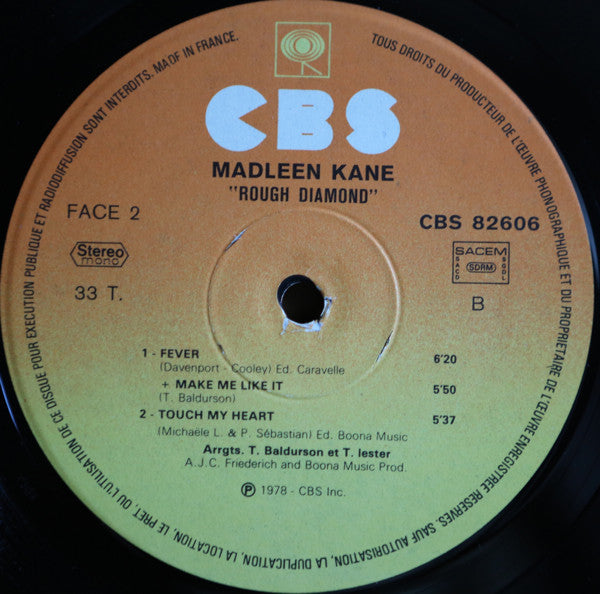 TOUS DROITS DU PRODUCTEUR DE L'ŒUVRE PHONOGRAPHIQUE ET DU PROPRIETAIRE DE L'ŒUVRE ENREGISTREE RESERVES. SAUF AUTORISATION, LA DUPLICATION, LA LOCATION, LE PRET, OU L'UTILISATION DE CE DISQUE POUR EXECUTION PUBLIQUE ET RADIODIFFUSION SONT INTERDITS. MADE IN FRANCE.
CBS
MADLEEN KANE
"ROUGH DIAMOND"
FACE 2
CBS 82606
Stereo
mono
SACEM
SACD SDRM SGDL
33 T.
B
1 - FEVER 6'20
(Davenport - Cooley) Ed. Caravelle
+ MAKE ME LIKE IT 5'50
(T. Baldurson)
2 - TOUCH MY HEART 5'37
(Michaële L. & P. Sébastian) Ed. Boona Music
Arrgts. T. Baldurson et T. Iester
A.J.C. Friederich and Boona Music Prod.
Ⓟ 1978 - CBS Inc.